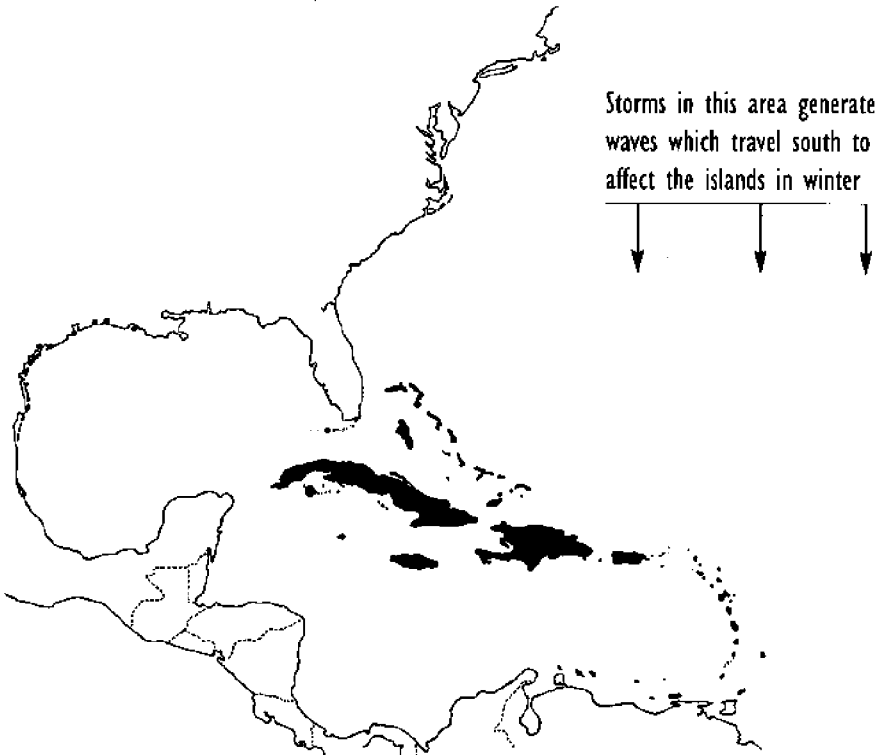 Storms in this area generate
waves which travel south to
affect the islands in winter